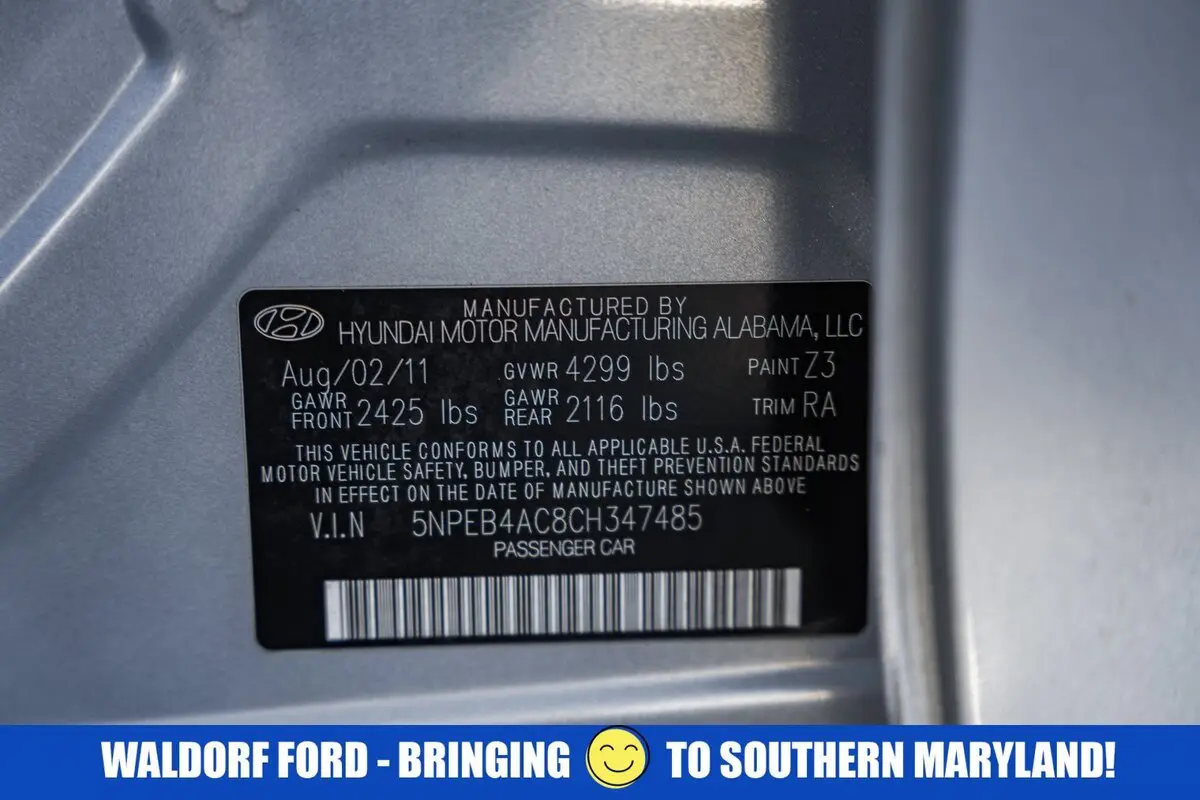 MANUFACTURED BY
HYUNDAI MOTOR MANUFACTURING ALABAMA, LLC
Aug/02/11 GVWR 4299 lbs PAINT Z3
GAWR FRONT 2425 lbs GAWR REAR 2116 lbs TRIM RA
THIS VEHICLE CONFORMS TO ALL APPLICABLE U.S.A. FEDERAL
MOTOR VEHICLE SAFETY, BUMPER, AND THEFT PREVENTION STANDARDS
IN EFFECT ON THE DATE OF MANUFACTURE SHOWN ABOVE
V.I.N 5NPEB4AC8CH347485
PASSENGER CAR
WALDORF FORD - BRINGING TO SOUTHERN MARYLAND!